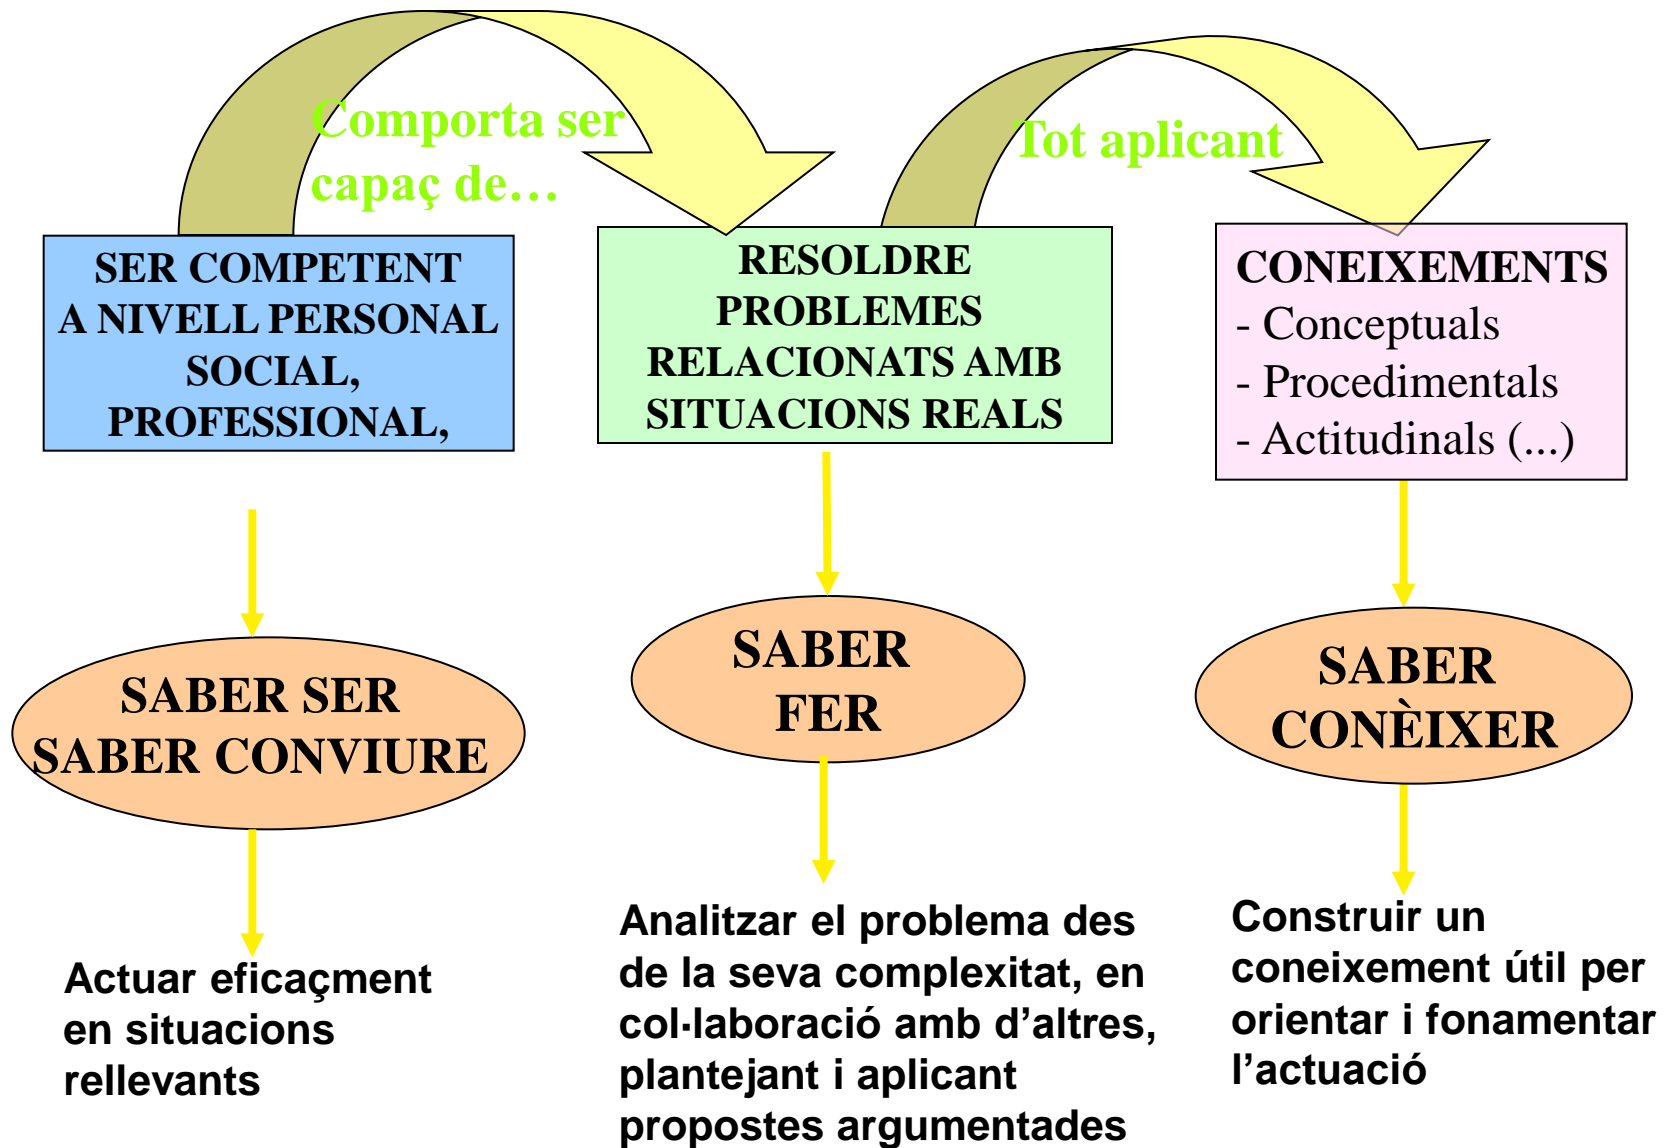 Comporta ser
capaç de…
Tot aplicant
SER COMPETENT
A NIVELL PERSONAL
SOCIAL,
PROFESSIONAL,
RESOLDRE
PROBLEMES
RELACIONATS AMB
SITUACIONS REALS
CONEIXEMENTS
- Conceptuals
- Procedimentals
- Actitudinals (...)
SABER SER
SABER CONVIURE
SABER
FER
SABER
CONÈIXER
Actuar eficaçment
en situacions
rellevants
Analitzar el problema des
de la seva complexitat, en
col·laboració amb d’altres,
plantejant i aplicant
propostes argumentades
Construir un
coneixement útil per
orientar i fonamentar
l’actuació